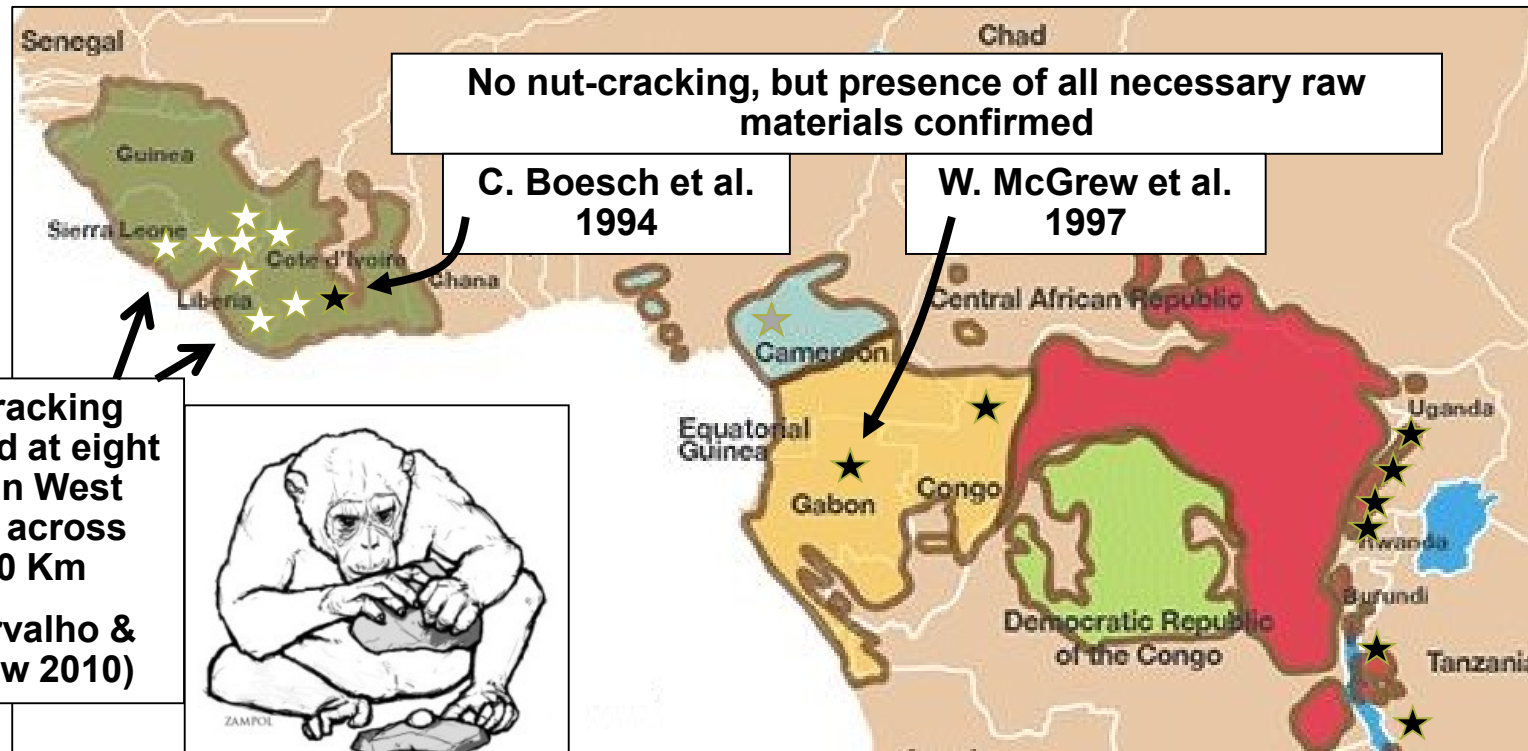 Senegal
Chad
No nut-cracking, but presence of all necessary raw
materials confirmed
Guinea
C. Boesch et al.
1994
W. McGrew et al.
1997
Sierra Leone
Cote d'Ivoire
Ghana
Liberia
Central African Republic
Cameroon
racking
d at eight
n West
across
0 Km
rvalho &
w 2010)
Equatorial
Guinea
Gabon
Congo
Uganda
Rwanda
Burundi
Democratic Republic
of the Congo
Tanzania
ZAMPOL